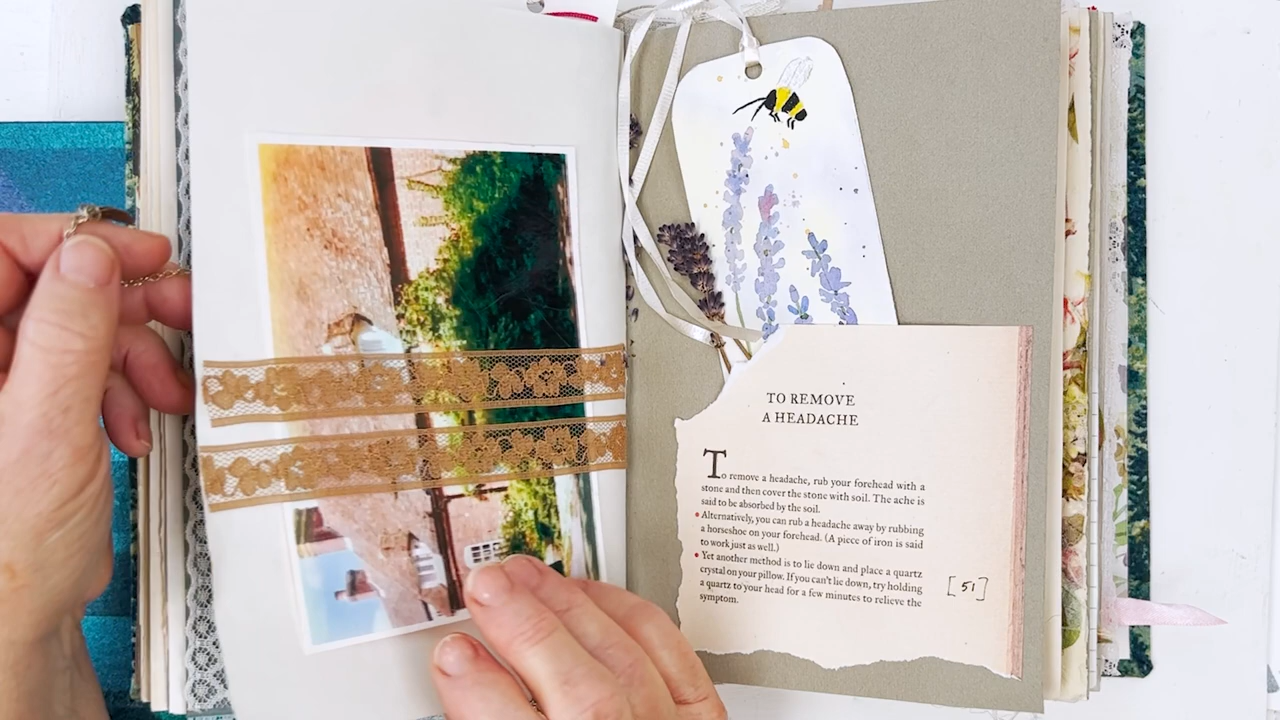 TO REMOVE
A HEADACHE
To remove a headache, rub your forehead with a
stone and then cover the stone with soil. The ache is
said to be absorbed by the soil.
• Alternatively, you can rub a headache away by rubbing
a horseshoe on your forehead. (A piece of iron is said
to work just as well.)
• Yet another method is to lie down and place a quartz
crystal on your pillow. If you can't lie down, try holding
a quartz to your head for a few minutes to relieve the
symptom.
[51]